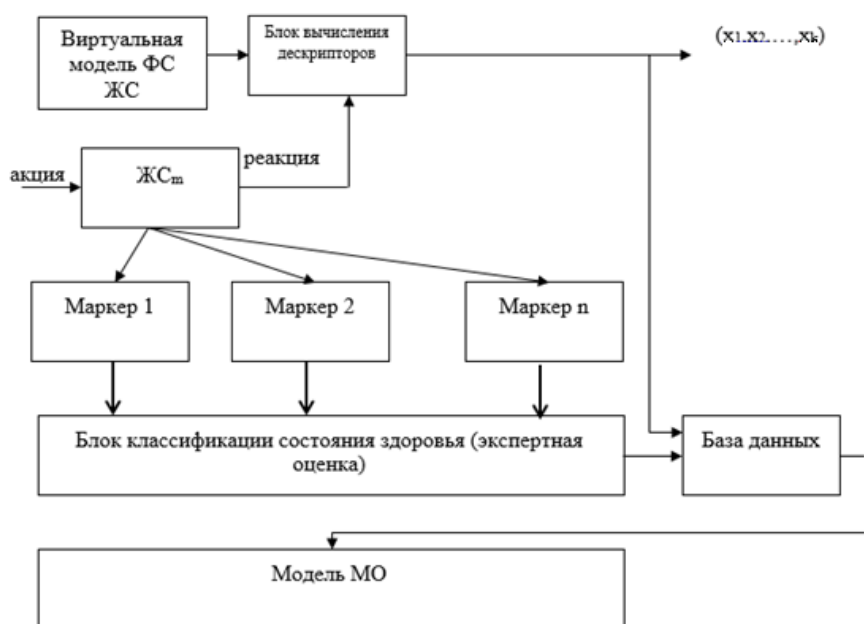 Виртуальная
модель ФС
ЖС
Блок вычисления
дескрипторов
(x1,x2,…,xk)
акция
ЖСm
реакция
Маркер 1
Маркер 2
Маркер n
Блок классификации состояния здоровья (экспертная
оценка)
База данных
Модель МО